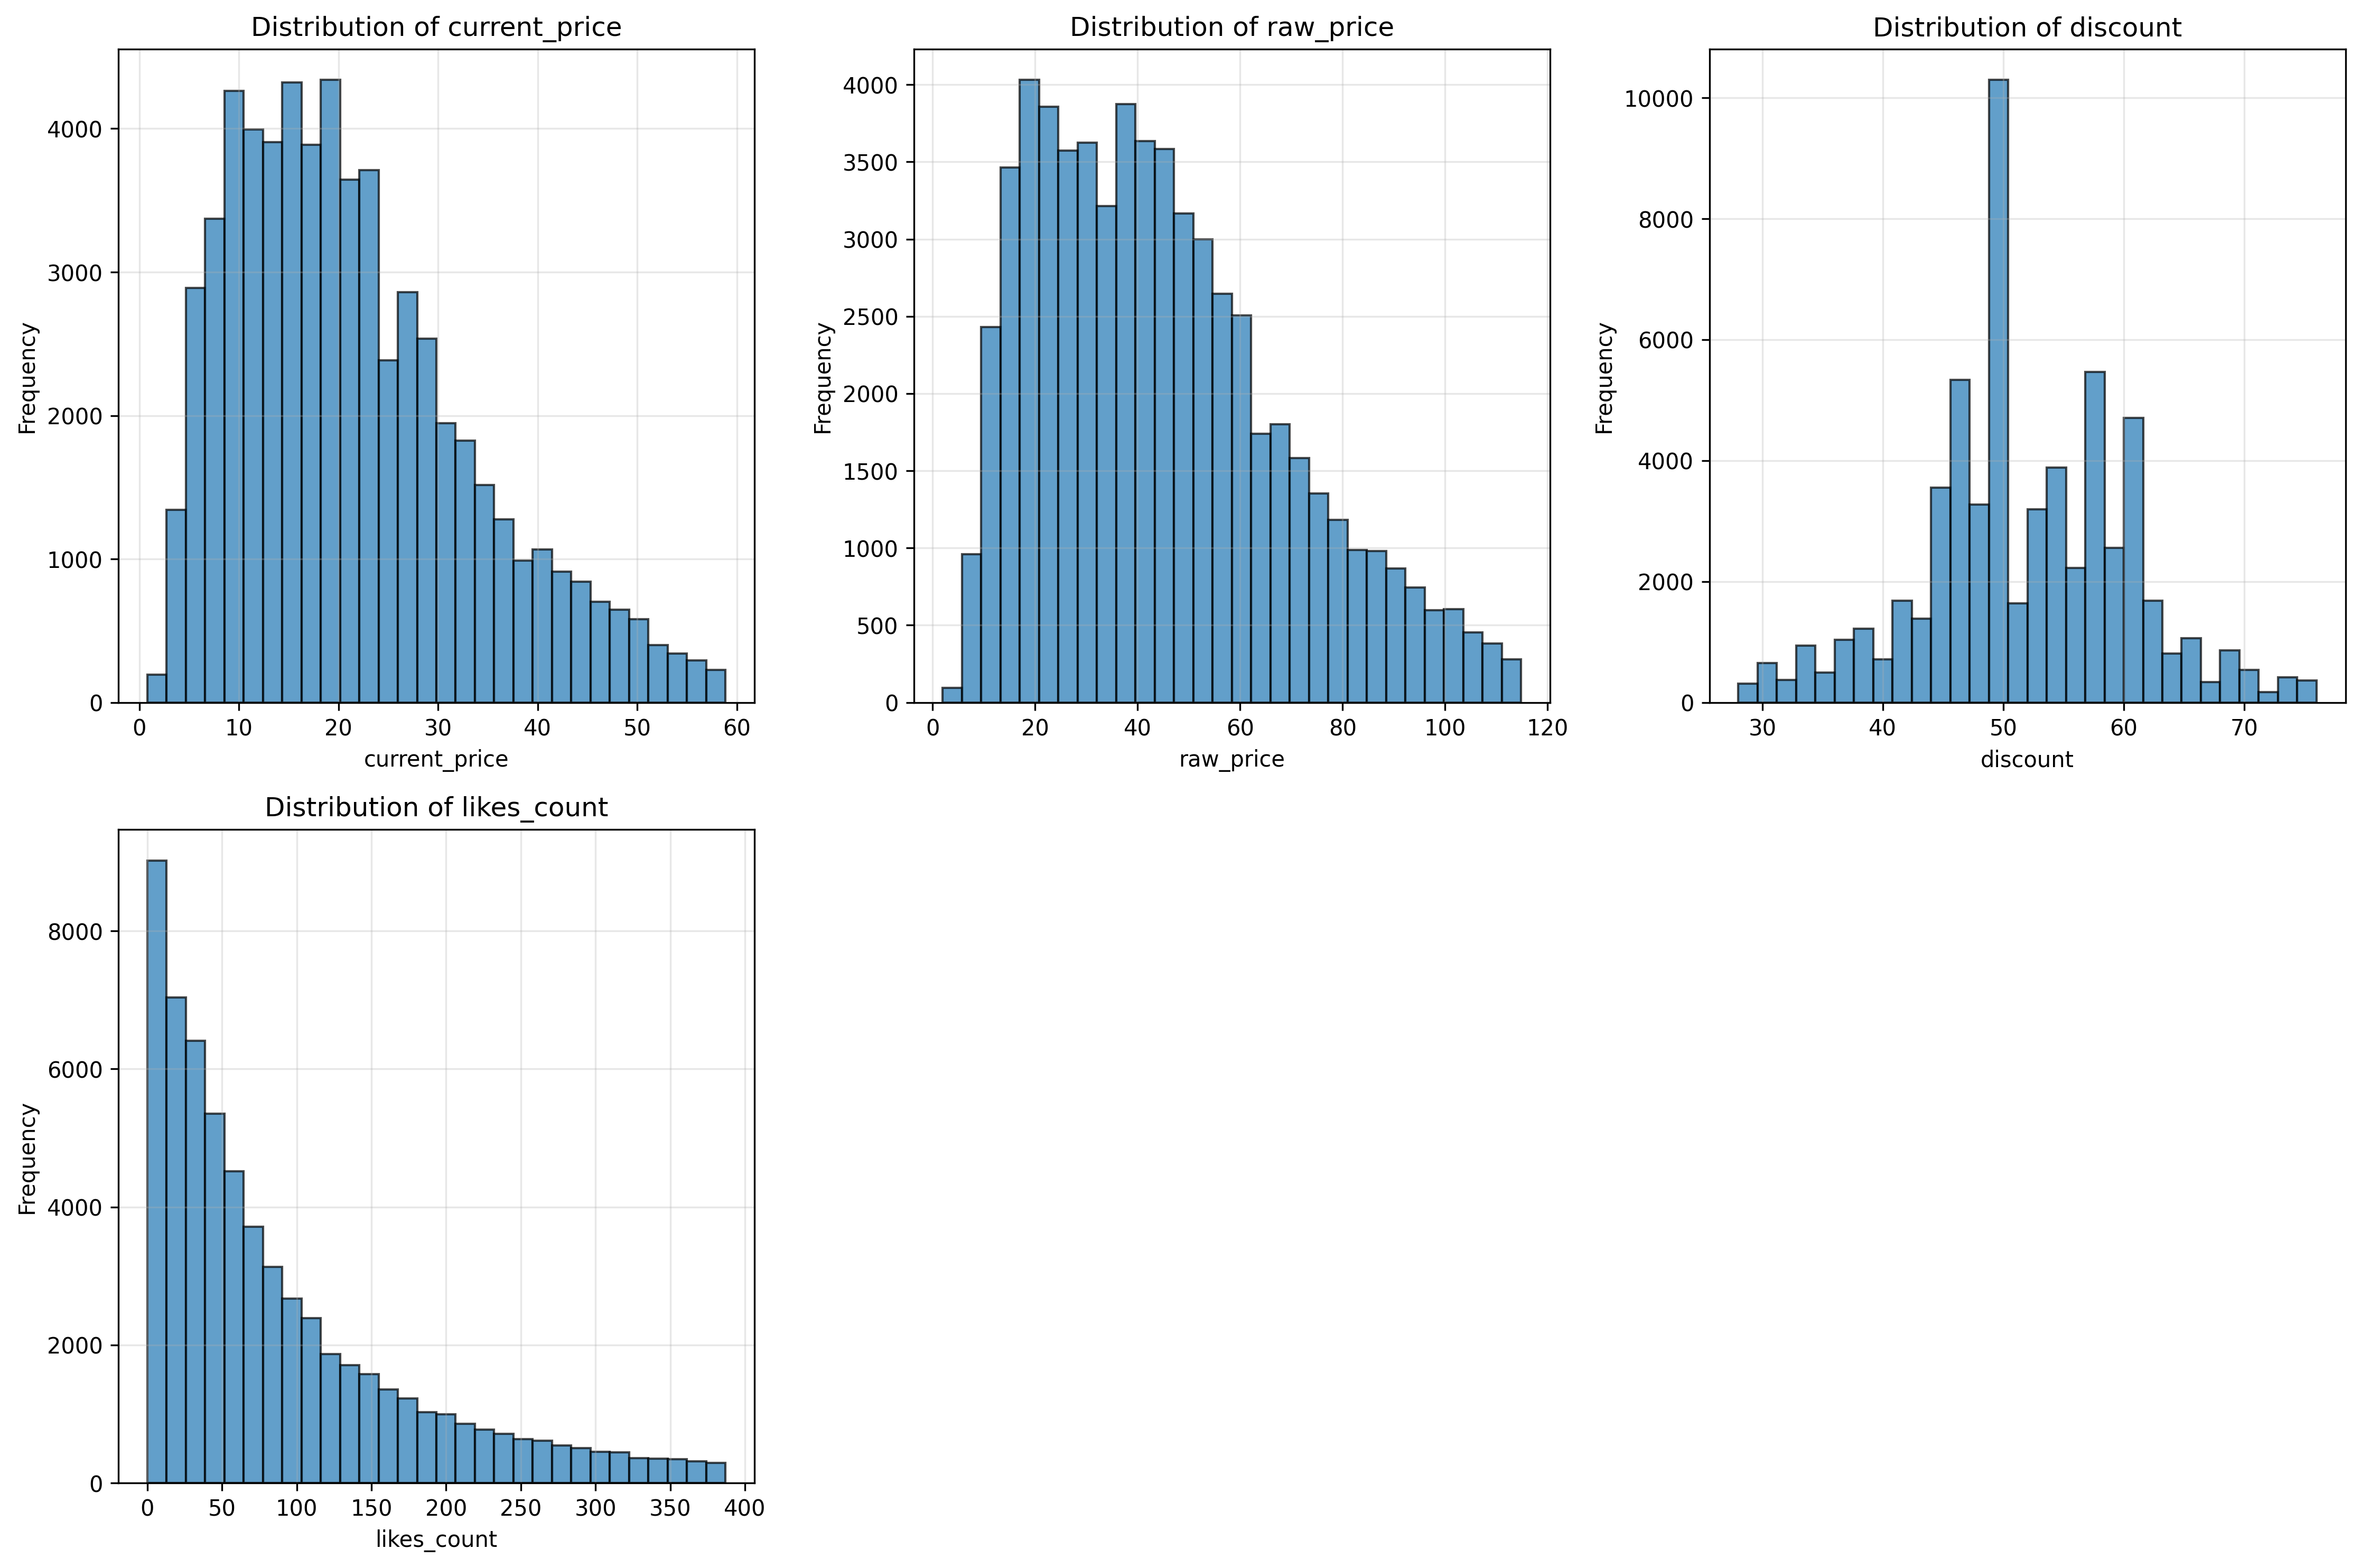 Distribution of current_price
4000
3000
2000
1000
0
Frequency
0 10 20 30 40 50 60
current_price
Distribution of raw_price
4000
3500
3000
2500
2000
1500
1000
500
0
Frequency
0 20 40 60 80 100 120
raw_price
Distribution of discount
10000
8000
6000
4000
2000
0
Frequency
30 40 50 60 70
discount
Distribution of likes_count
8000
6000
4000
2000
0
Frequency
0 50 100 150 200 250 300 350 400
likes_count